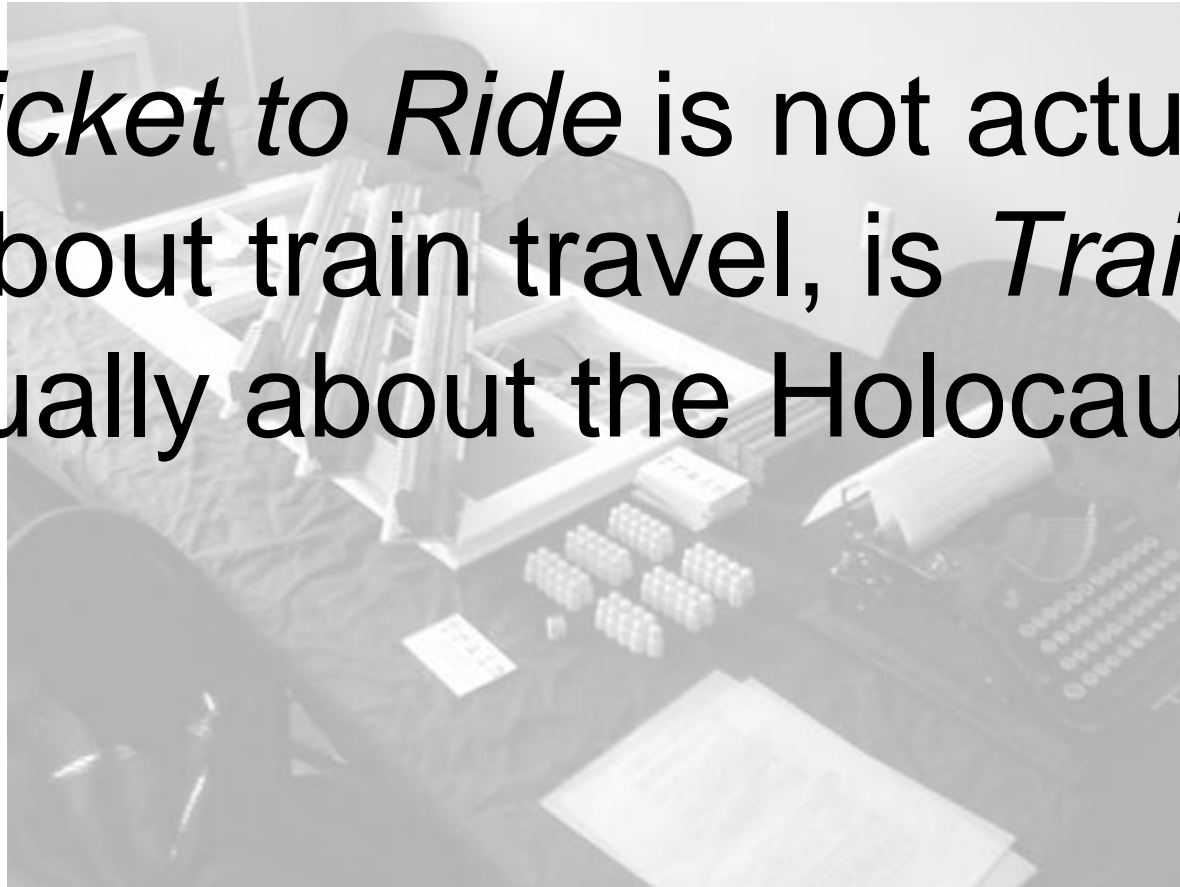 icket to Ride is not actu
bout train travel, is Trai
ually about the Holocau